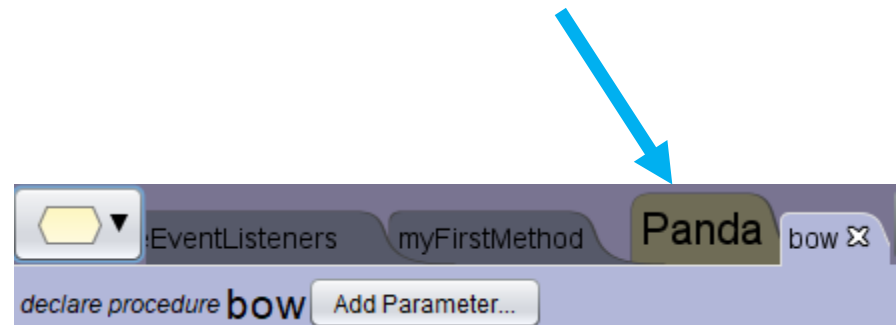 :EventListeners myFirstMethod Panda bow
declare procedure bow Add Parameter...